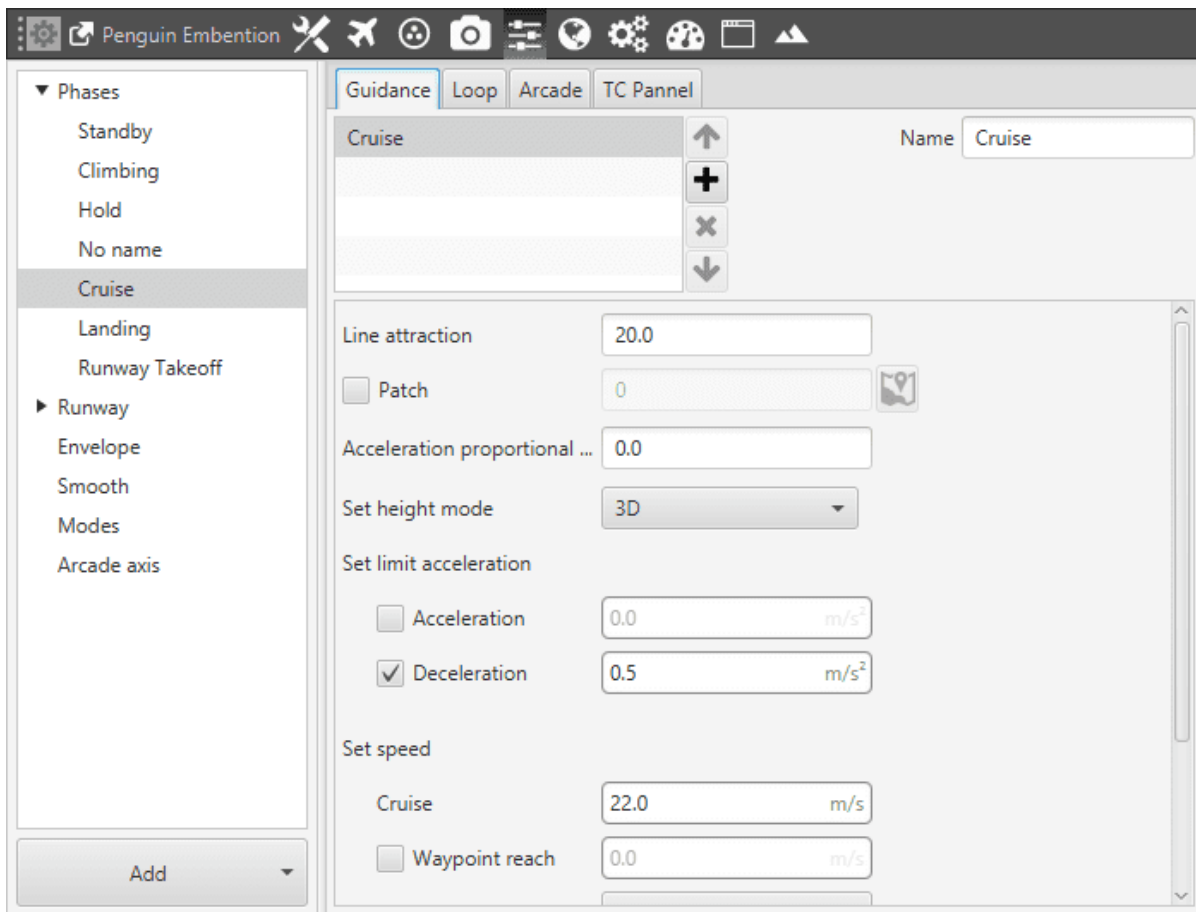 Penguin Embention
Phases
Standby
Climbing
Hold
No name
Cruise
Landing
Runway Takeoff
Runway
Envelope
Smooth
Modes
Arcade axis
Add
Guidance Loop Arcade TC Pannel
Cruise
Name Cruise
Line attraction 20.0
Patch 0
Acceleration proportional ... 0.0
Set height mode 3D
Set limit acceleration
Acceleration 0.0 m/s²
Deceleration 0.5 m/s²
Set speed
Cruise 22.0 m/s
Waypoint reach 0.0 m/s